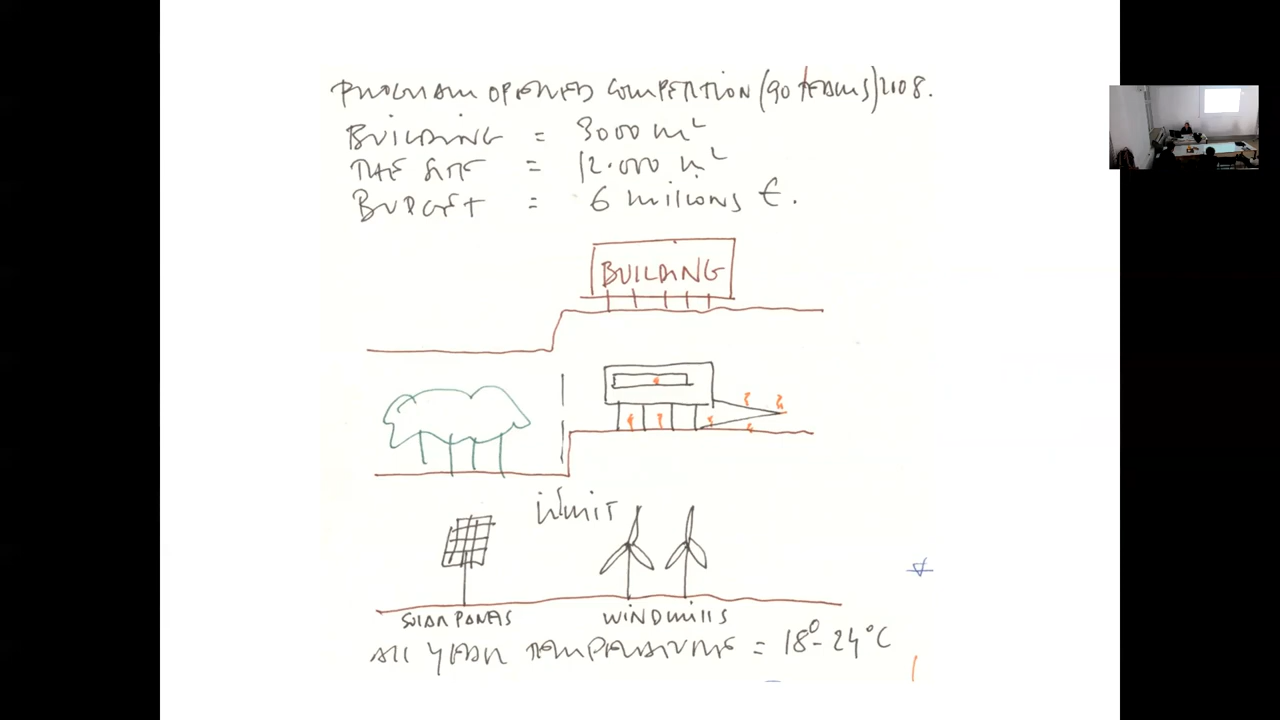 PROGRAM OPENED COMPETITION (90 TEAMS) 2008.
BUILDING = 3000 m²
THE SITE = 12.000 m²
BUDGET = 6 millions €.
BUILDING
limit
SOLAR PANELS
WINDMILLS
All YEAR TEMPERATURE = 18°-24°C